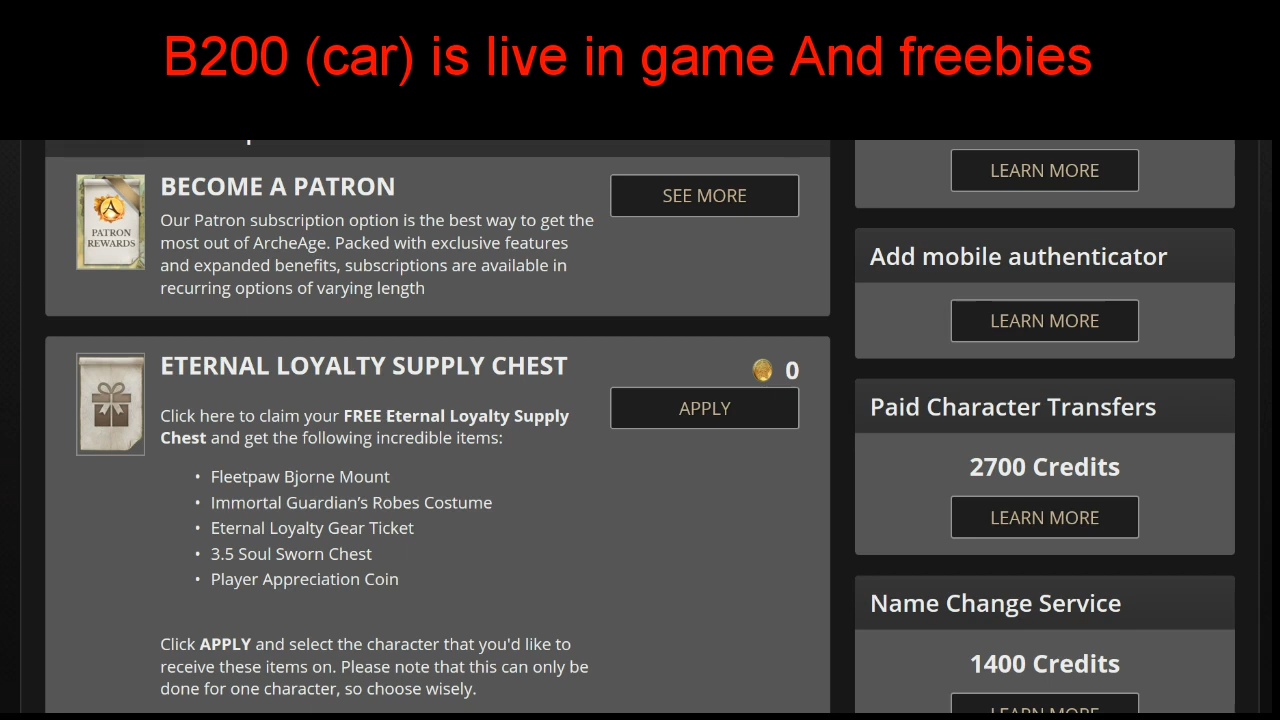 B200 (car) is live in game And freebies
BECOME A PATRON
Our Patron subscription option is the best way to get the
most out of ArcheAge. Packed with exclusive features
and expanded benefits, subscriptions are available in
recurring options of varying length
SEE MORE
PATRON
REWARDS
ETERNAL LOYALTY SUPPLY CHEST
0
APPLY
Click here to claim your FREE Eternal Loyalty Supply
Chest and get the following incredible items:
• Fleetpaw Bjorne Mount
• Immortal Guardian’s Robes Costume
• Eternal Loyalty Gear Ticket
• 3.5 Soul Sworn Chest
• Player Appreciation Coin
Click APPLY and select the character that you'd like to
receive these items on. Please note that this can only be
done for one character, so choose wisely.
LEARN MORE
Add mobile authenticator
LEARN MORE
Paid Character Transfers
2700 Credits
LEARN MORE
Name Change Service
1400 Credits
LEARN MORE